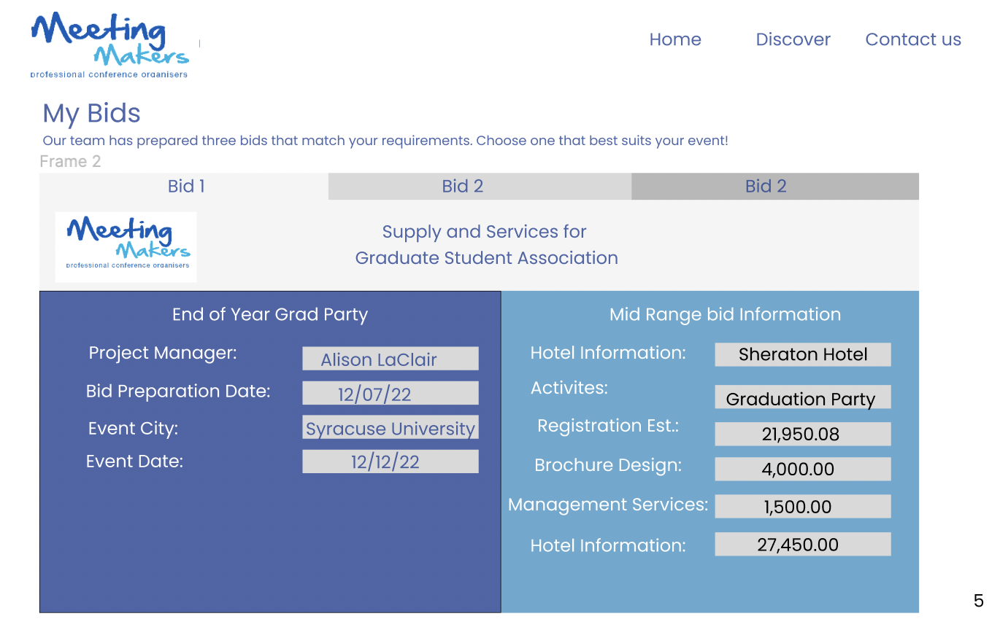 Meeting
Makers
professional conference organisers
Home Discover Contact us
My Bids
Our team has prepared three bids that match your requirements. Choose one that best suits your event!
Frame 2
Bid 1 Bid 2 Bid 2
Meeting
Makers
professional conference organisers
Supply and Services for
Graduate Student Association
End of Year Grad Party
Project Manager: Alison LaClair
Bid Preparation Date: 12/07/22
Event City: Syracuse University
Event Date: 12/12/22
Mid Range bid Information
Hotel Information: Sheraton Hotel
Activites: Graduation Party
Registration Est.: 21,950.08
Brochure Design: 4,000.00
Management Services: 1,500.00
Hotel Information: 27,450.00
5